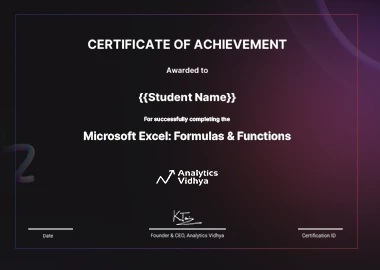 CERTIFICATE OF ACHIEVEMENT
Awarded to
{{Student Name}}
For successfully completing the
Microsoft Excel: Formulas & Functions
Analytics
Vidhya
Date
Founder & CEO, Analytics Vidhya
Certification ID